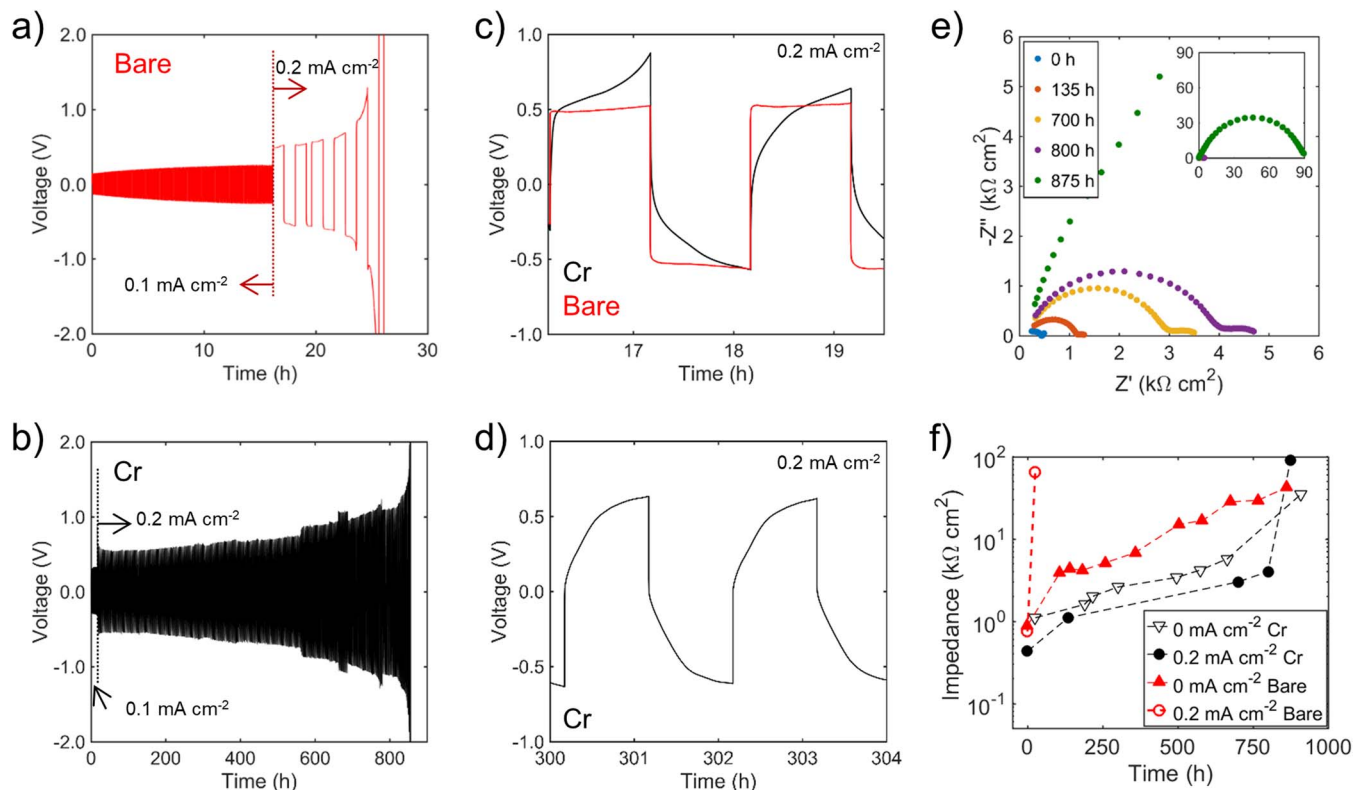 a)
2.0
1.0
0.0
-1.0
-2.0
Voltage (V)
Bare
0.2 mA cm-2
0.1 mA cm-2
0 10 20 30
Time (h)
c)
1.0
0.5
0.0
-0.5
-1.0
Voltage (V)
0.2 mA cm-2
Cr
Bare
17 18 19
Time (h)
e)
6
5
4
3
2
1
0
-Z'' (kΩ cm2)
0 h
135 h
700 h
800 h
875 h
90
60
30
0
0 30 60 90
0 1 2 3 4 5 6
Z' (kΩ cm2)
b)
2.0
1.0
0.0
-1.0
-2.0
Voltage (V)
Cr
0.2 mA cm-2
0.1 mA cm-2
0 200 400 600 800
Time (h)
d)
1.0
0.5
0.0
-0.5
-1.0
Voltage (V)
0.2 mA cm-2
Cr
300 301 302 303 304
Time (h)
f)
102
101
100
10-1
Impedance (kΩ cm2)
0 mA cm-2 Cr
0.2 mA cm-2 Cr
0 mA cm-2 Bare
0.2 mA cm-2 Bare
0 250 500 750 1000
Time (h)